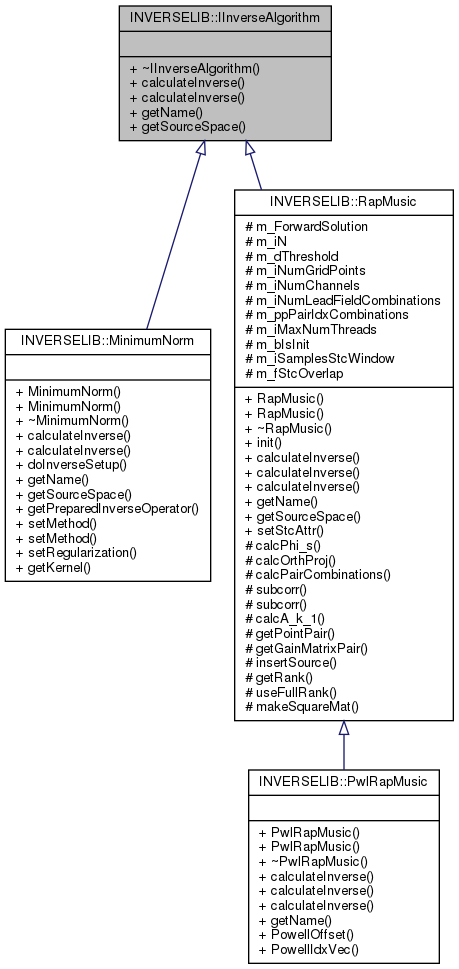 INVERSELIB::IInverseAlgorithm
+ ~IInverseAlgorithm()
+ calculateInverse()
+ calculateInverse()
+ getName()
+ getSourceSpace()
INVERSELIB::RapMusic
# m_ForwardSolution
# m_iN
# m_dThreshold
# m_iNumGridPoints
# m_iNumChannels
# m_iNumLeadFieldCombinations
# m_ppPairIdxCombinations
# m_iMaxNumThreads
# m_bIsInit
# m_iSamplesStcWindow
# m_fStcOverlap
+ RapMusic()
+ RapMusic()
+ ~RapMusic()
+ init()
+ calculateInverse()
+ calculateInverse()
+ calculateInverse()
+ getName()
+ getSourceSpace()
+ setStcAttr()
# calcPhi_s()
# calcOrthProj()
# calcPairCombinations()
# subcorr()
# subcorr()
# calcA_k_1()
# getPointPair()
# getGainMatrixPair()
# insertSource()
# getRank()
# useFullRank()
# makeSquareMat()
INVERSELIB::MinimumNorm
+ MinimumNorm()
+ MinimumNorm()
+ ~MinimumNorm()
+ calculateInverse()
+ calculateInverse()
+ doInverseSetup()
+ getName()
+ getSourceSpace()
+ getPreparedInverseOperator()
+ setMethod()
+ setMethod()
+ setRegularization()
+ getKernel()
INVERSELIB::PwlRapMusic
+ PwlRapMusic()
+ PwlRapMusic()
+ ~PwlRapMusic()
+ calculateInverse()
+ calculateInverse()
+ calculateInverse()
+ getName()
+ PowellOffset()
+ PowellIdxVec()